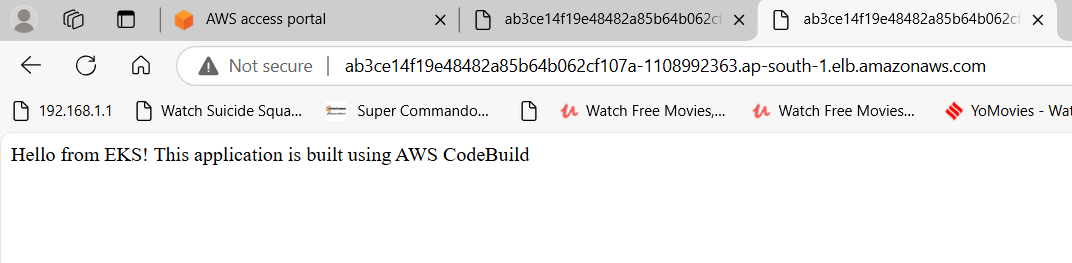 AWS access portal
ab3ce14f19e48482a85b64b062cf
ab3ce14f19e48482a85b64b062cf
Not secure
ab3ce14f19e48482a85b64b062cf107a-1108992363.ap-south-1.elb.amazonaws.com
192.168.1.1
Watch Suicide Squa...
Super Commando...
Watch Free Movies,...
Watch Free Movies...
YoMovies - Wat
Hello from EKS! This application is built using AWS CodeBuild